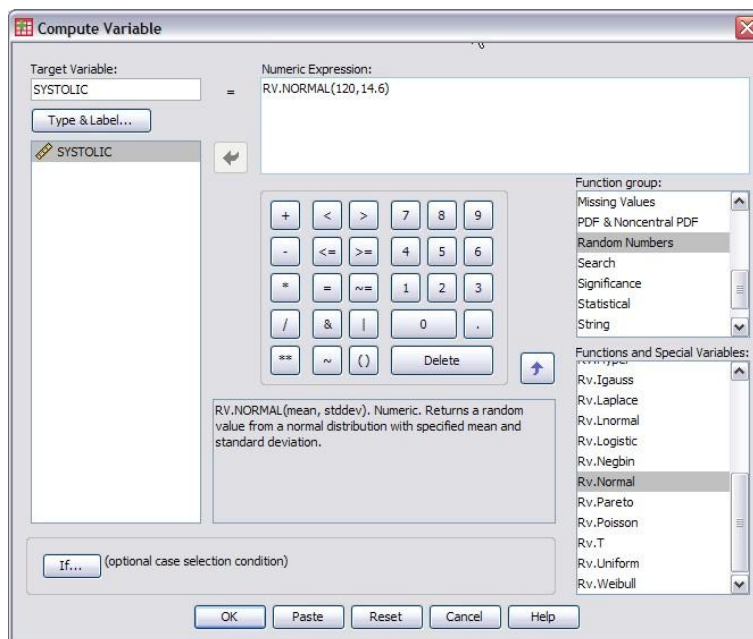 Compute Variable
Target Variable:
SYSTOLIC
=
Numeric Expression:
RV.NORMAL(120,14.6)
Type & Label...
SYSTOLIC
+ < > 7 8 9
- <= >= 4 5 6
* = ~= 1 2 3
/ & | 0 .
** ~ () Delete
Function group:
Missing Values
PDF & Noncentral PDF
Random Numbers
Search
Significance
Statistical
String
Functions and Special Variables:
Rv.Igauss
Rv.Laplace
Rv.Lnormal
Rv.Logistic
Rv.Negbin
Rv.Normal
Rv.Pareto
Rv.Poisson
Rv.T
Rv.Uniform
Rv.Weibull
RV.NORMAL(mean, stddev). Numeric. Returns a random
value from a normal distribution with specified mean and
standard deviation.
If... (optional case selection condition)
OK Paste Reset Cancel Help